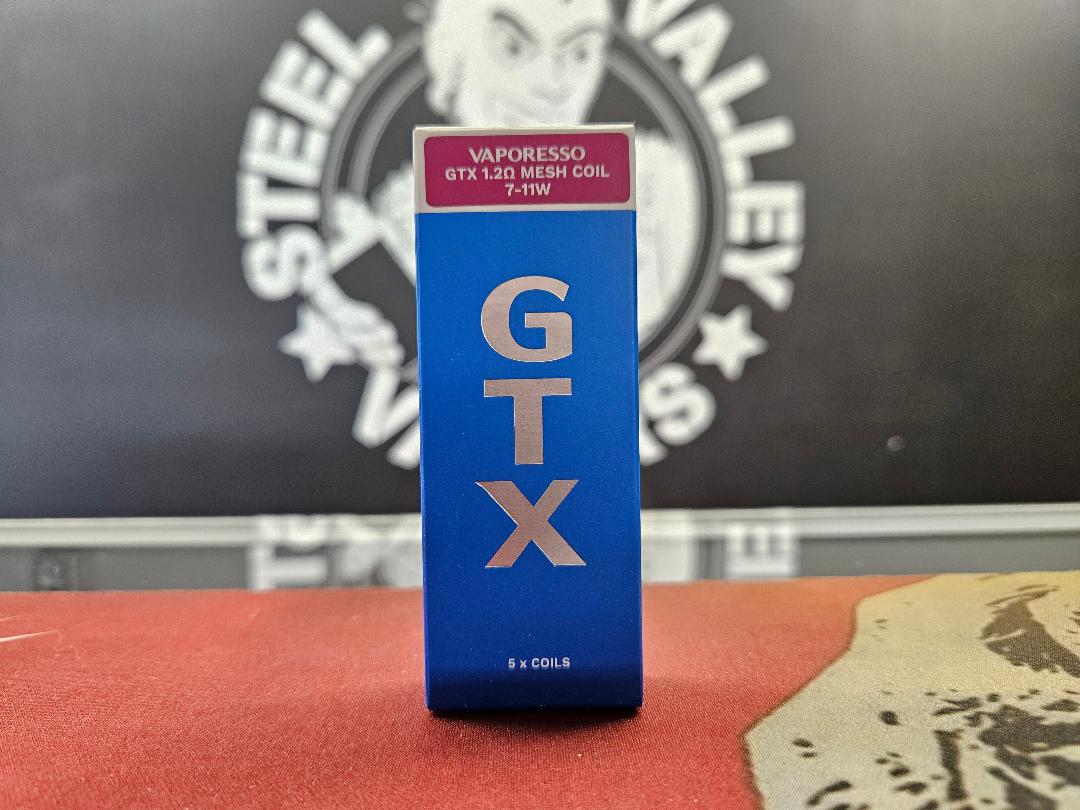 STEEL VALLEY
VAPORESSO
GTX 1.2Ω MESH COIL
7-11W
G
T
X
5 x COILS